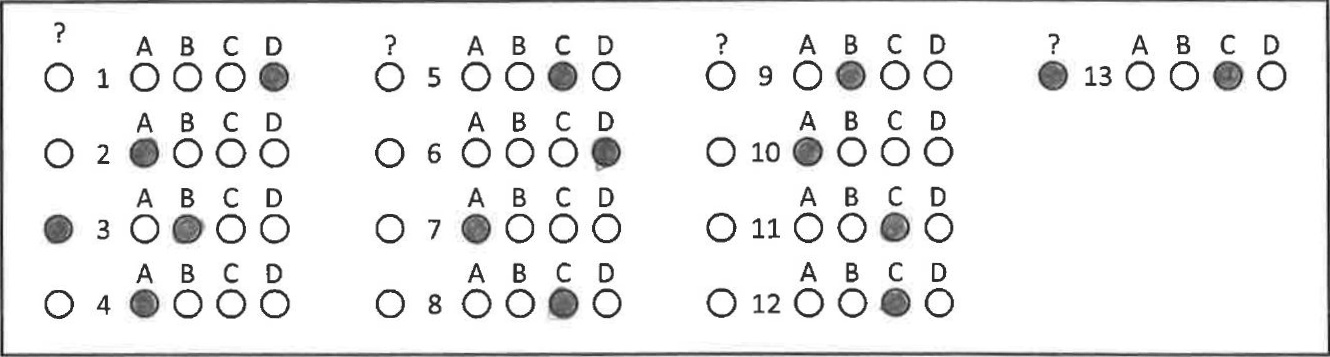 ? A B C D ? A B C D ? A B C D ? A B C D
1 5 9 13
A B C D A B C D A B C D
2 6 10
A B C D A B C D A B C D
3 7 11
A B C D A B C D A B C D
4 8 12